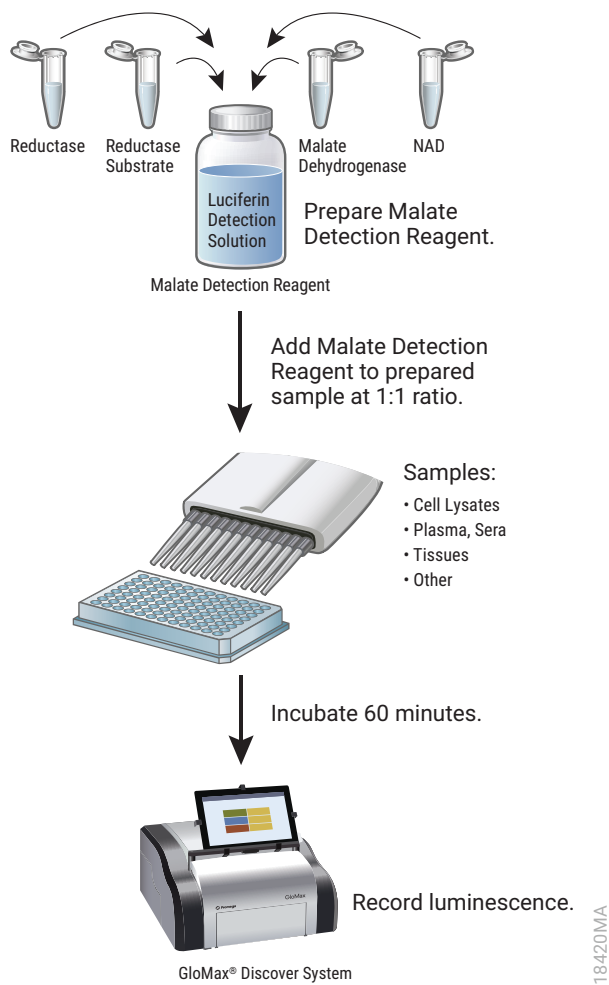 Reductase
Reductase
Substrate
Malate
Dehydrogenase
NAD
Luciferin
Detection
Solution
Prepare Malate
Detection Reagent.
Malate Detection Reagent
Add Malate Detection
Reagent to prepared
sample at 1:1 ratio.
Samples:
• Cell Lysates
• Plasma, Sera
• Tissues
• Other
Incubate 60 minutes.
Promega
GloMax
Record luminescence.
GloMax® Discover System
18420MA